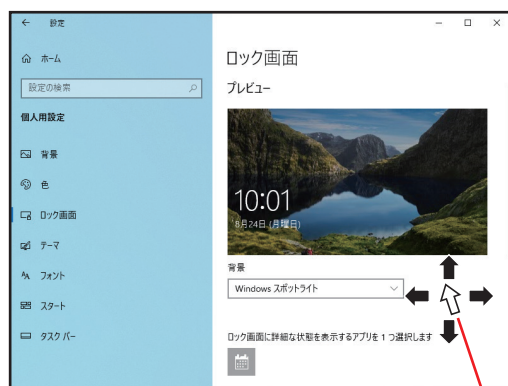 設定
ホーム
設定の検索
個人用設定
背景
色
ロック画面
テーマ
フォント
スタート
タスク バー
ロック画面
プレビュー
10:01
8月24日 (月曜日)
背景
Windows スポットライト
ロック画面に詳細な状態を表示するアプリを 1 つ選択します